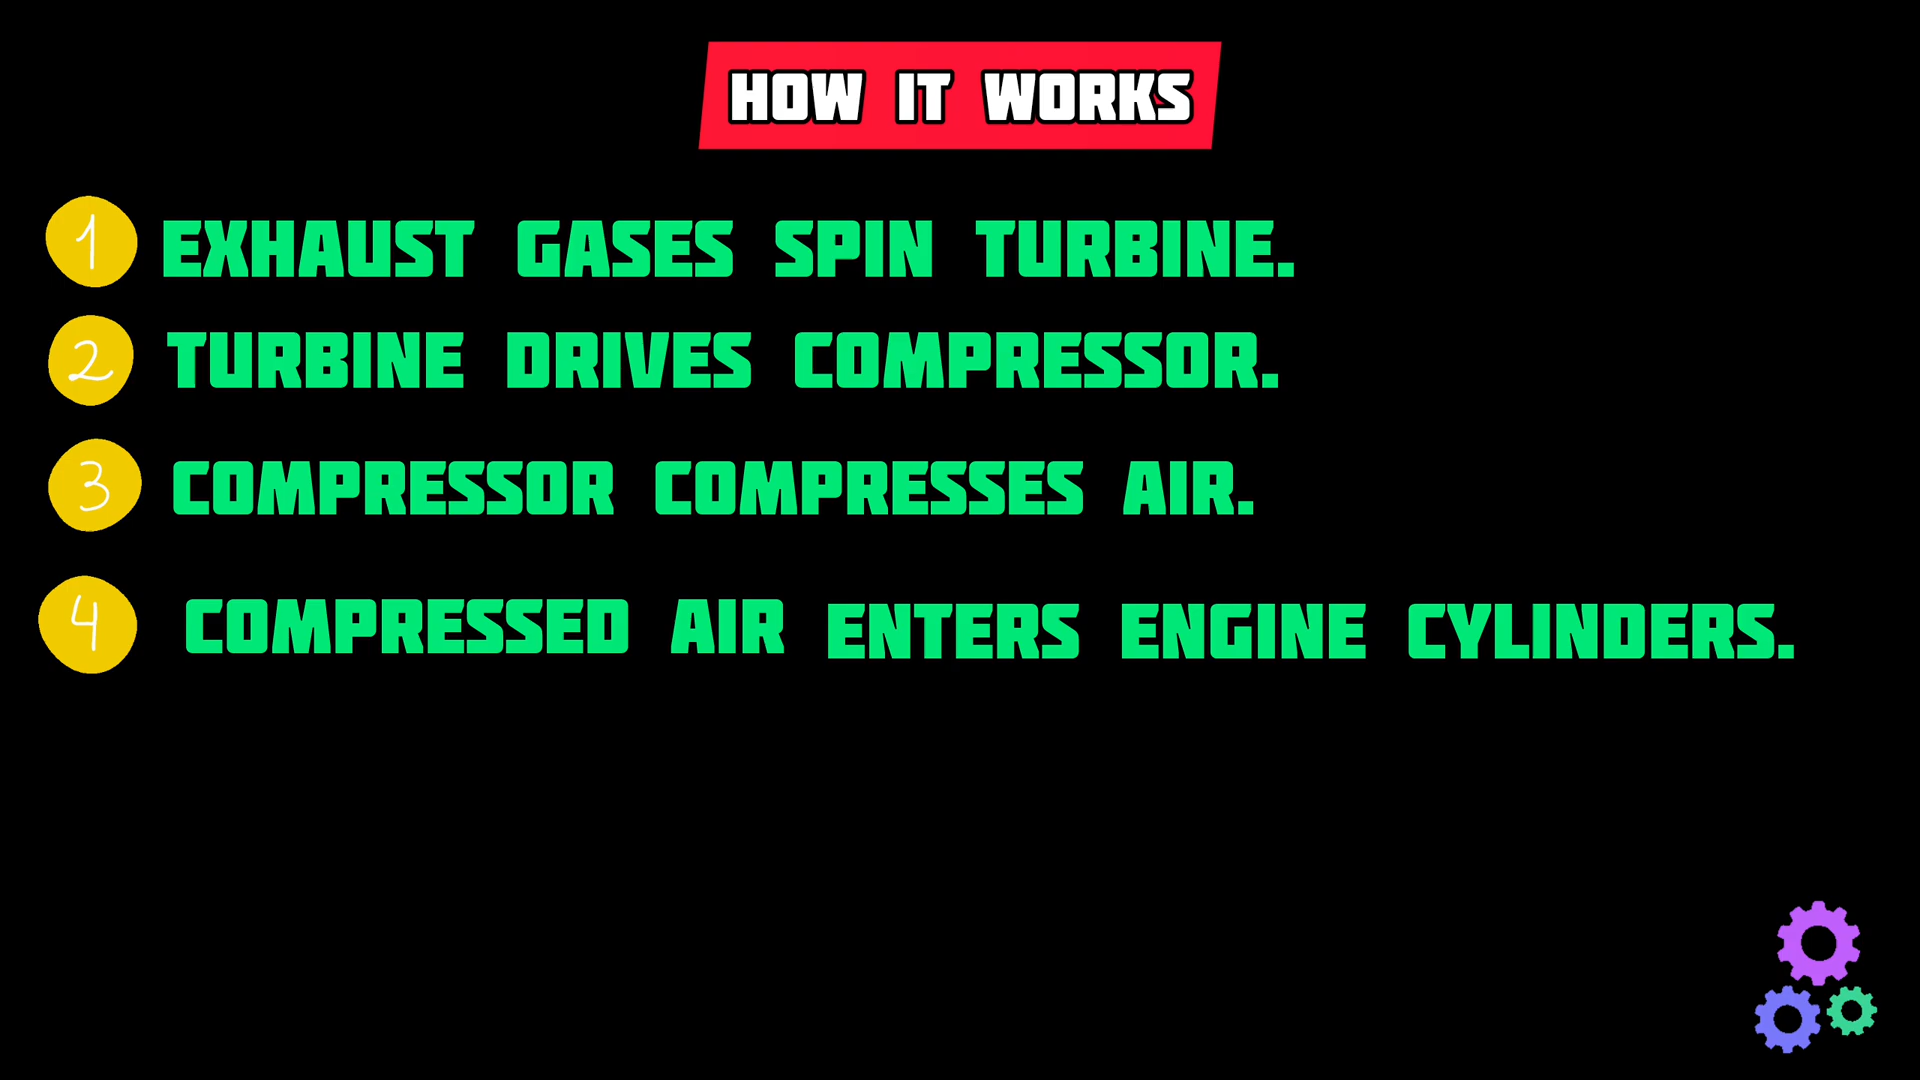 HOW IT WORKS
1 EXHAUST GASES SPIN TURBINE.
2 TURBINE DRIVES COMPRESSOR.
3 COMPRESSOR COMPRESSES AIR.
4 COMPRESSED AIR ENTERS ENGINE CYLINDERS.